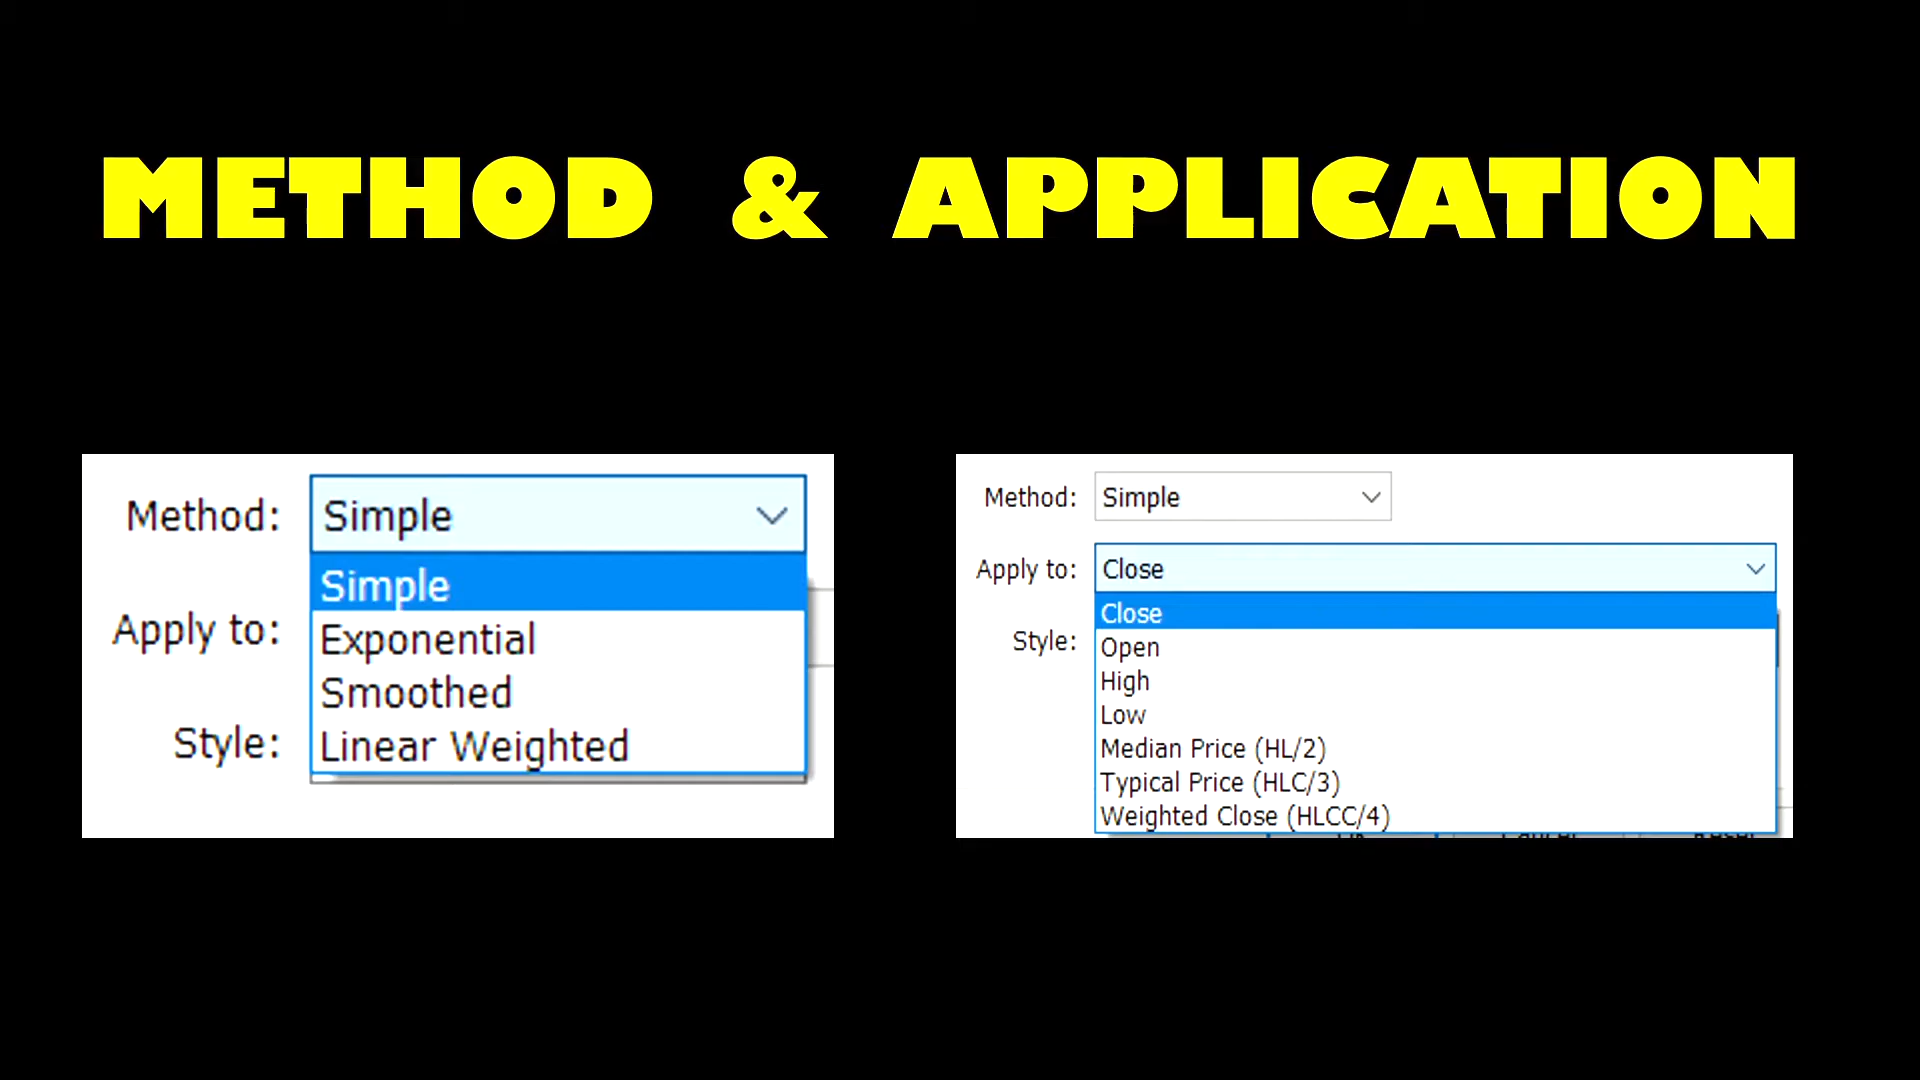 METHOD & APPLICATION
Method: Simple
Simple
Apply to:
Exponential
Smoothed
Style:
Linear Weighted
Method: Simple
Apply to: Close
Close
Style:
Open
High
Low
Median Price (HL/2)
Typical Price (HLC/3)
Weighted Close (HLCC/4)